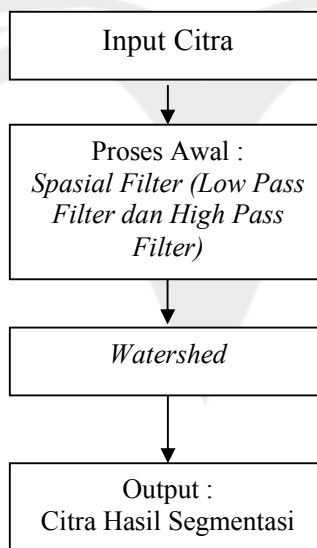 Input Citra
Proses Awal :
Spasial Filter (Low Pass
Filter dan High Pass
Filter)
Watershed
Output :
Citra Hasil Segmentasi